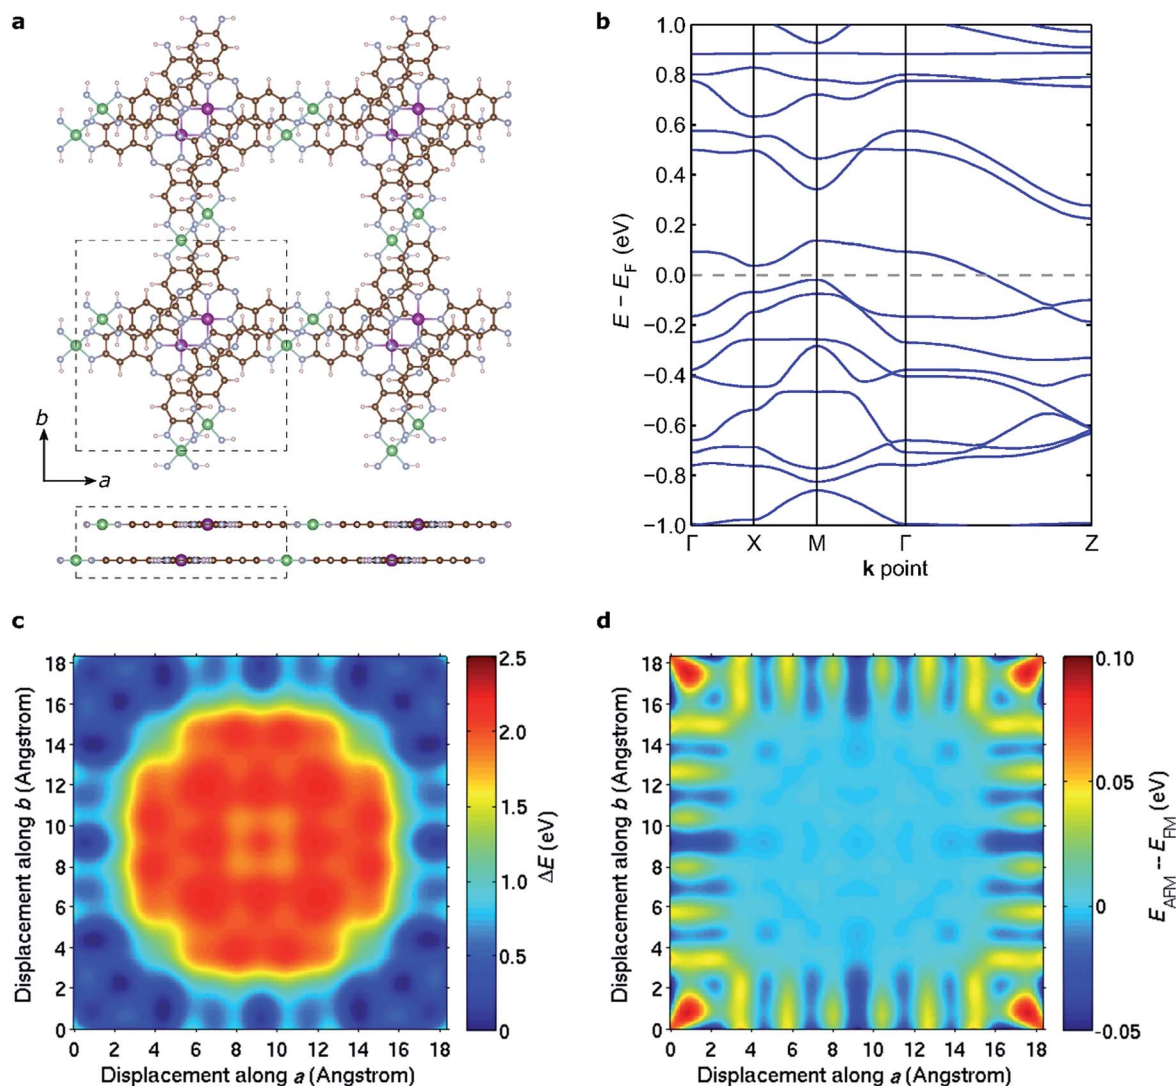 a
b
a
b
1.0
0.8
0.6
0.4
0.2
0.0
−0.2
−0.4
−0.6
−0.8
−1.0
E − EF (eV)
Γ X M Γ Z
k point
c
18
16
14
12
10
8
6
4
2
0
Displacement along b (Angstrom)
0 2 4 6 8 10 12 14 16 18
Displacement along a (Angstrom)
2.5
2.0
1.5
1.0
0.5
0
ΔE (eV)
d
18
16
14
12
10
8
6
4
2
0
Displacement along b (Angstrom)
0 2 4 6 8 10 12 14 16 18
Displacement along a (Angstrom)
0.10
0.05
0
-0.05
EAFM -- EFM (eV)